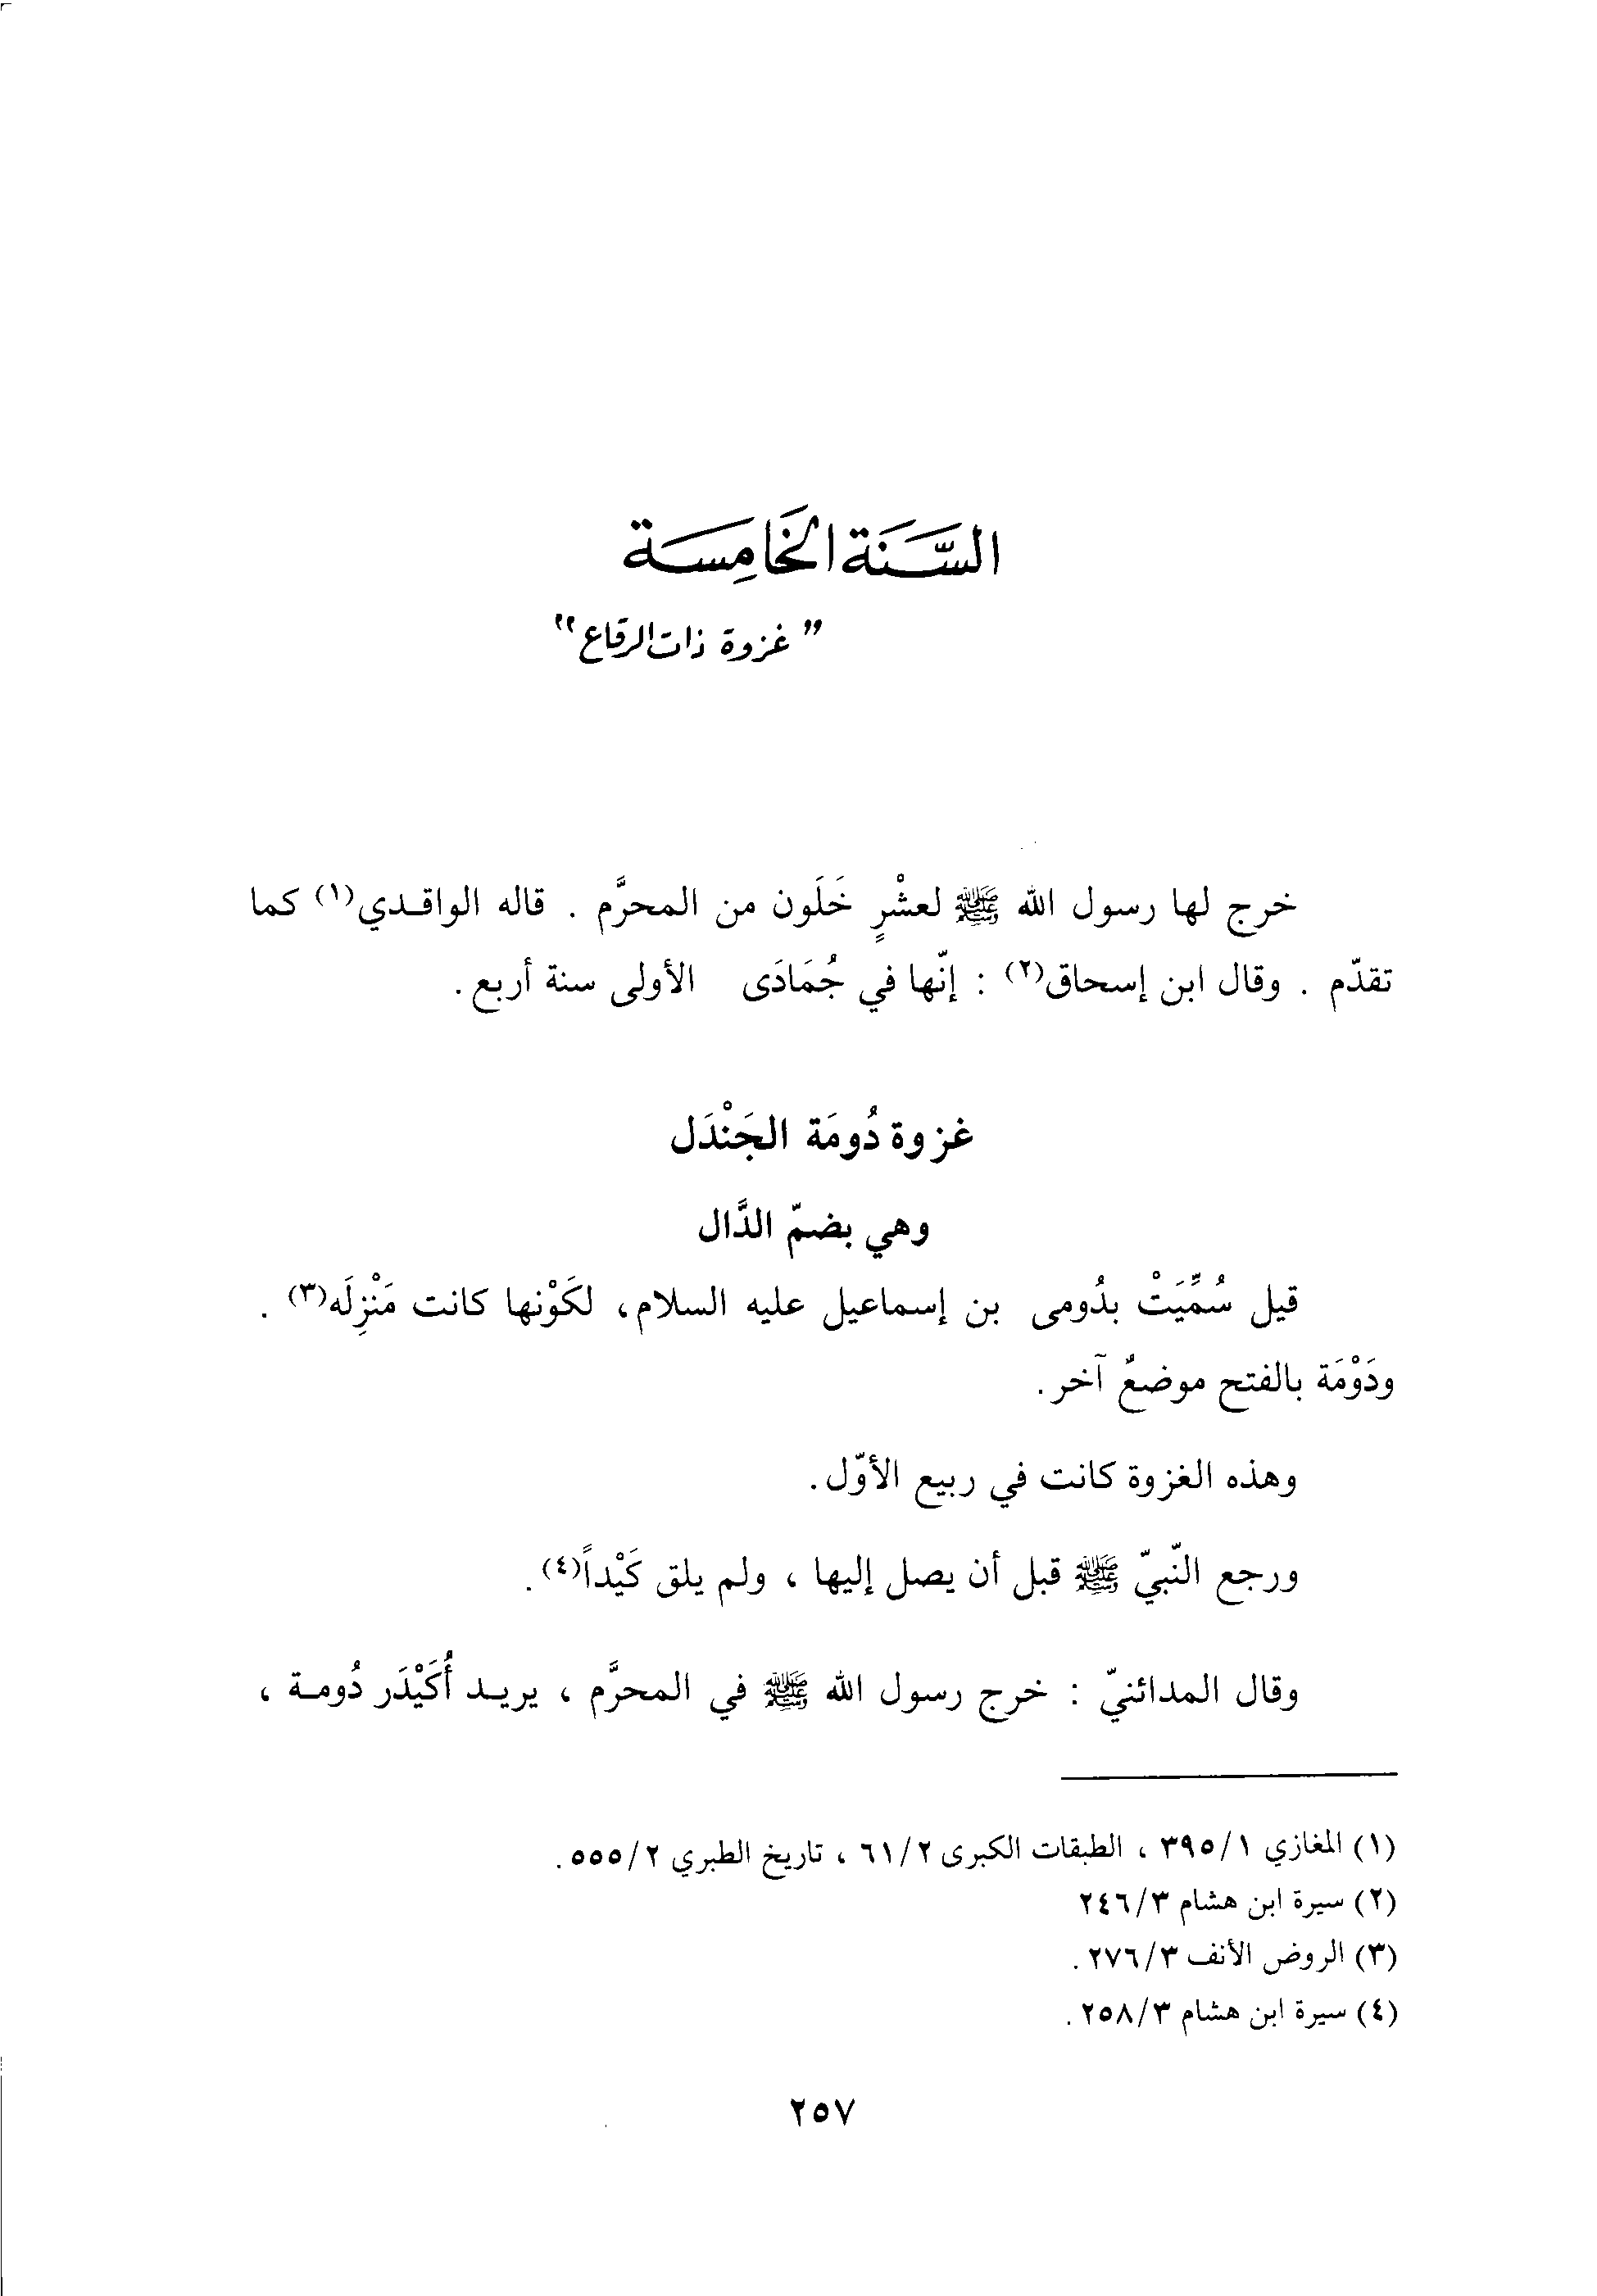 السَّنَة الخَامِسَة
"غزوة ذات الرقاع"
خرج لها رسول الله ﷺ لعشْرٍ خَلَون من المحرَّم . قاله الواقدي(١) كما
تقدّم . وقال ابن إسحاق(٢) : إنّها في جُمَادَى الأولى سنة أربع.
غزوة دُومَة الجَنْدَل
وهي بضمّ الدَّال
قيل سُمِّيَتْ بدُومى بن إسماعيل عليه السلام، لكَوْنها كانت مَنْزِلَه(٣) .
ودَوْمَة بالفتح موضعٌ آخر.
وهذه الغزوة كانت في ربيع الأوّل.
ورجع النّبيّ ﷺ قبل أن يصل إليها ، ولم يلق كَيْداً(٤).
وقال المدائنيّ : خرج رسول الله ﷺ في المحرَّم ، يريد أُكَيْدَر دُومة ،
(١) المغازي ٣٩٥/١ ، الطبقات الكبرى ٦١/٢ ، تاريخ الطبري ٥٥٥/٢.
(٢) سيرة ابن هشام ٢٤٦/٣
(٣) الروض الأنف ٢٧٦/٣.
(٤) سيرة ابن هشام ٢٥٨/٣.
٢٥٧